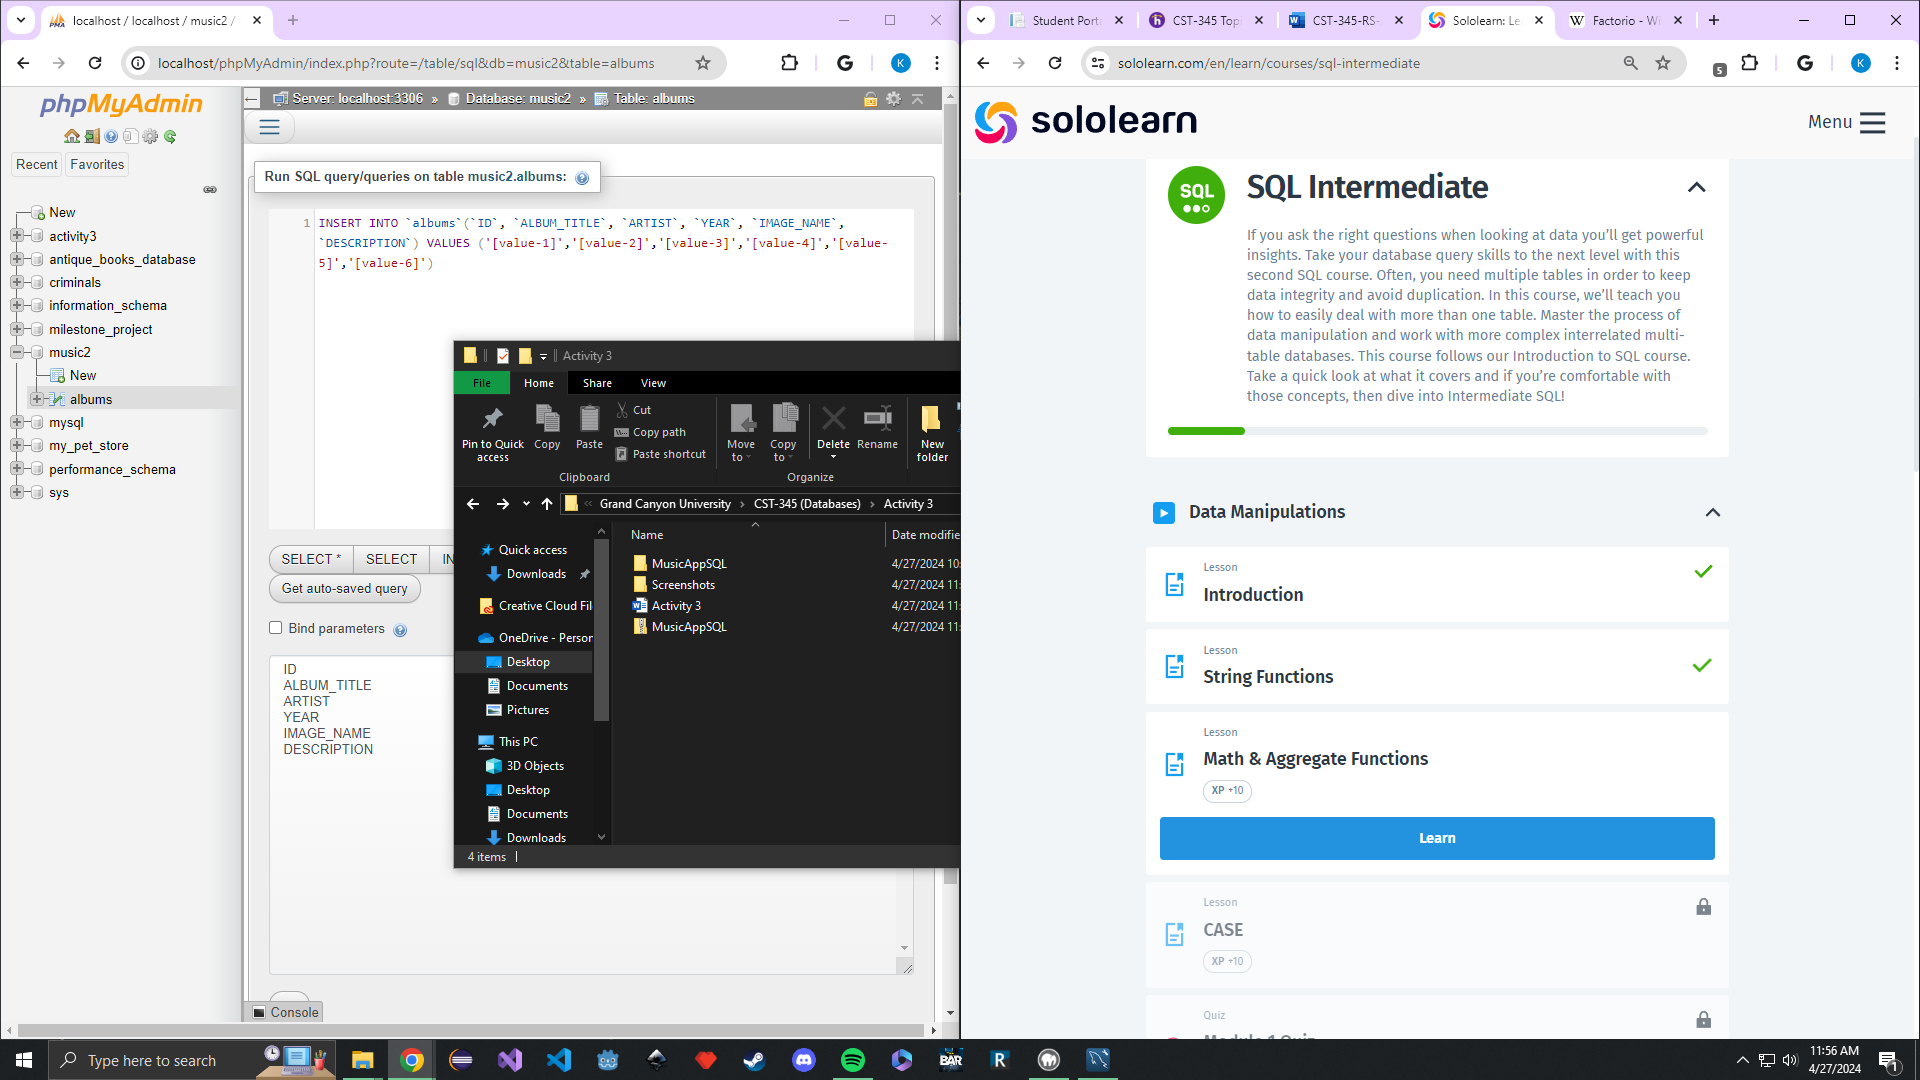 localhost / localhost / music2 /
localhost/phpMyAdmin/index.php?route=/table/sql&db=music2&table=albums
K
phpMyAdmin
Recent
Favorites
New
activity3
antique_books_database
criminals
information_schema
milestone_project
music2
New
albums
mysql
my_pet_store
performance_schema
sys
Server: localhost:3306 » Database: music2 » Table: albums
Run SQL query/queries on table music2.albums:
1
INSERT INTO `albums`(`ID`, `ALBUM_TITLE`, `ARTIST`, `YEAR`, `IMAGE_NAME`,
`DESCRIPTION`) VALUES ('[value-1]','[value-2]','[value-3]','[value-4]','[value-
5]','[value-6]')
SELECT *
SELECT
IN
Get auto-saved query
Bind parameters
ID
ALBUM_TITLE
ARTIST
YEAR
IMAGE_NAME
DESCRIPTION
Console
Activity 3
File
Home
Share
View
Pin to Quick
access
Copy
Paste
Cut
Copy path
Paste shortcut
Clipboard
Move
to
Copy
to
Delete
Rename
Organize
New
folder
« Grand Canyon University > CST-345 (Databases) > Activity 3
Quick access
Downloads
Creative Cloud Fil
OneDrive - Person
Desktop
Documents
Pictures
This PC
3D Objects
Desktop
Documents
Downloads
Name
Date modifie
MusicAppSQL
4/27/2024 10:
Screenshots
4/27/2024 11:
Activity 3
4/27/2024 11:
MusicAppSQL
4/27/2024 11:
4 items
Student Port
CST-345 Top
CST-345-RS-
Sololearn: Le
Factorio - Wi
sololearn.com/en/learn/courses/sql-intermediate
5
K
sololearn
Menu
SQL
SQL Intermediate
If you ask the right questions when looking at data you’ll get powerful
insights. Take your database query skills to the next level with this
second SQL course. Often, you need multiple tables in order to keep
data integrity and avoid duplication. In this course, we’ll teach you
how to easily deal with more than one table. Master the process of
data manipulation and work with more complex interrelated multi-
table databases. This course follows our Introduction to SQL course.
Take a quick look at what it covers and if you’re comfortable with
those concepts, then dive into Intermediate SQL!
Data Manipulations
Lesson
Introduction
Lesson
String Functions
Lesson
Math & Aggregate Functions
XP +10
Learn
Lesson
CASE
XP +10
Quiz
Module 1 Quiz
Type here to search
BAR
R
11:56 AM
4/27/2024
1